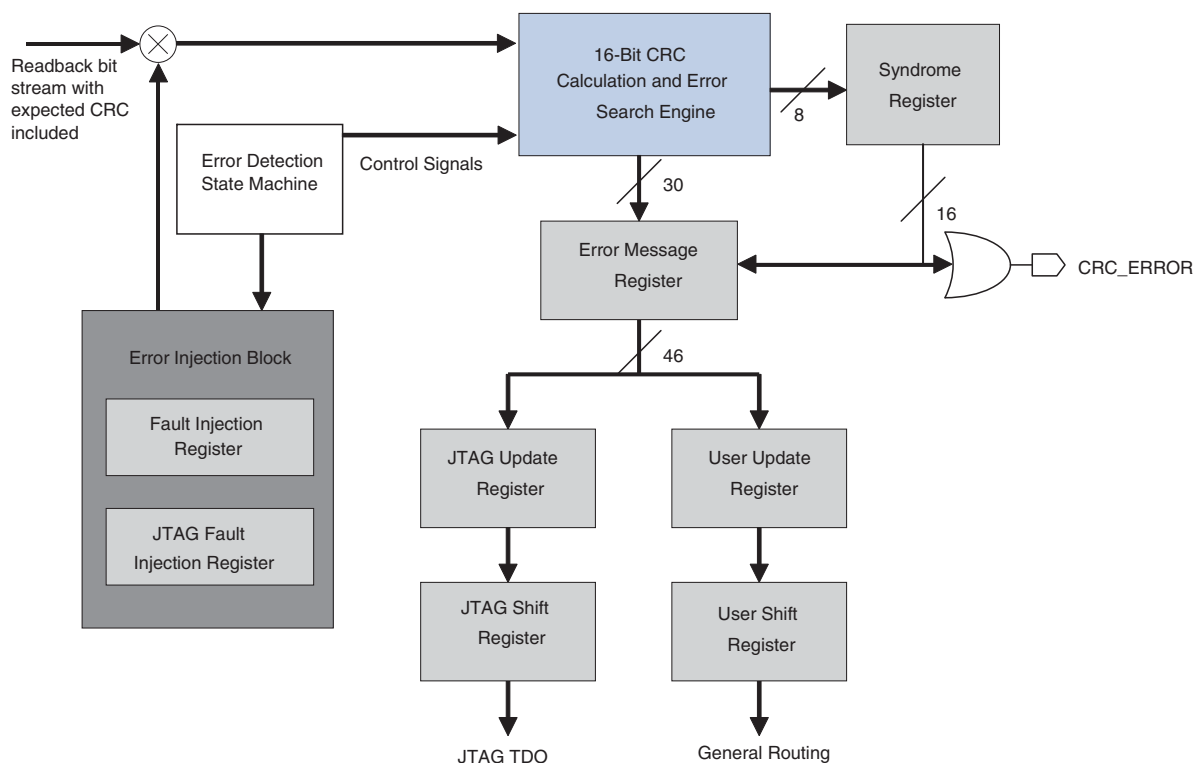 Readback bit
stream with
expected CRC
included
16-Bit CRC
Calculation and Error
Search Engine
8
Syndrome
Register
Error Detection
State Machine
Control Signals
30
16
Error Message
Register
CRC_ERROR
46
Error Injection Block
Fault Injection
Register
JTAG Fault
Injection Register
JTAG Update
Register
User Update
Register
JTAG Shift
Register
User Shift
Register
JTAG TDO
General Routing